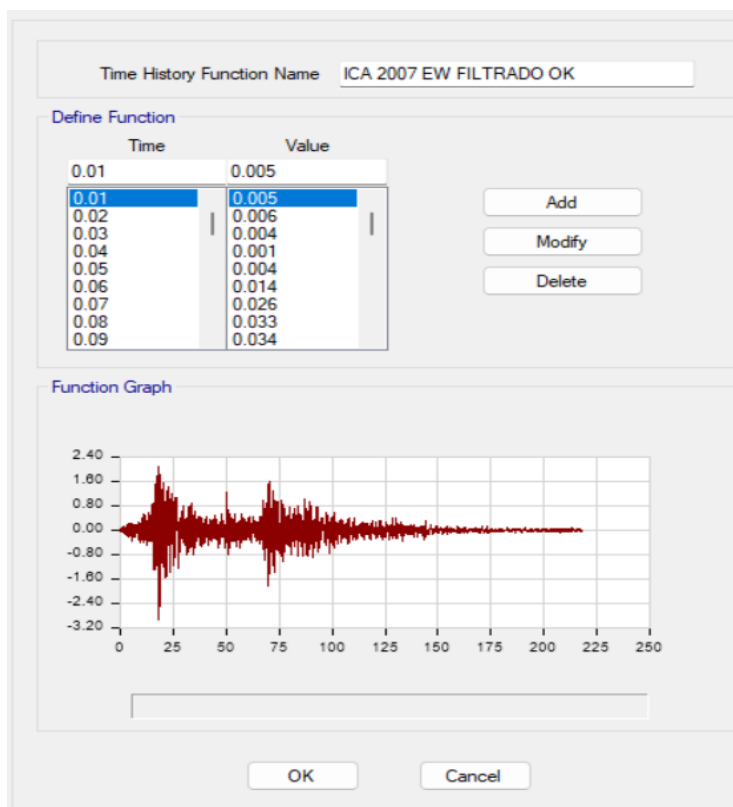 Time History Function Name ICA 2007 EW FILTRADO OK
Define Function
Time Value
0.01 0.005
0.01 0.005
0.02 0.006
0.03 0.004
0.04 0.001
0.05 0.004
0.06 0.014
0.07 0.026
0.08 0.033
0.09 0.034
Add
Modify
Delete
Function Graph
2.40
1.60
0.80
0.00
-0.80
-1.60
-2.40
-3.20
0 25 50 75 100 125 150 175 200 225 250
OK Cancel